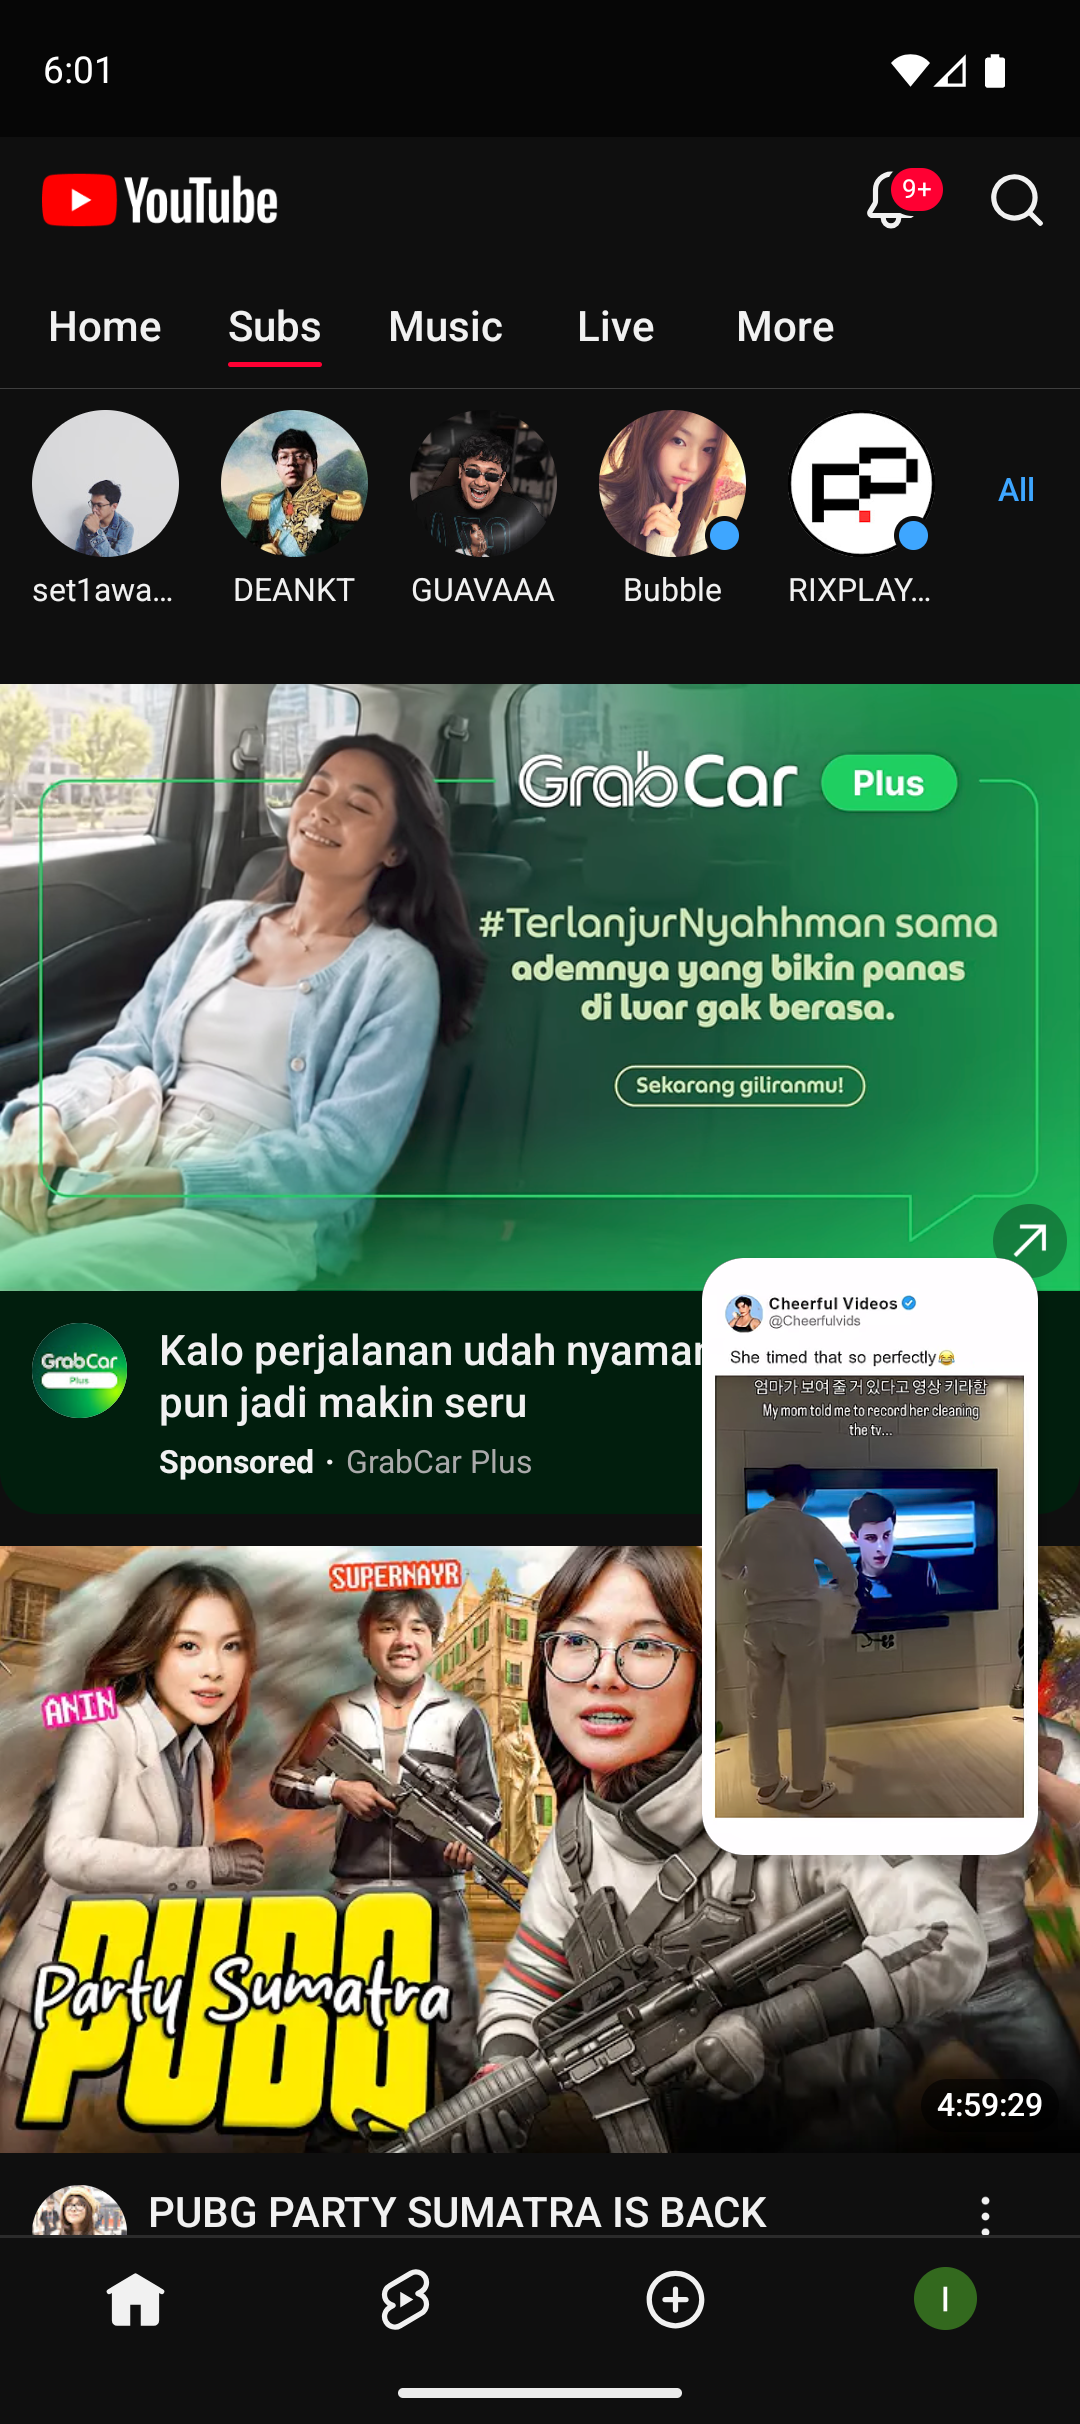 6:01
YouTube
9+
Home Subs Music Live More
set1awa... DEANKT GUAVAAA Bubble RIXPLAY...
All
GrabCar Plus
#TerlanjurNyahhman sama
ademnya yang bikin panas
di luar gak berasa.
Sekarang giliranmu!
GrabCar
Plus
Kalo perjalanan udah nyaman
pun jadi makin seru
Sponsored · GrabCar Plus
Cheerful Videos
@Cheerfulvids
She timed that so perfectly😂
엄마가 보여 줄 거 있다고 영상 키라함
My mom told me to record her cleaning
the tv...
SUPERNAYR
ANIN
PUBG
Party Sumatra
4:59:29
PUBG PARTY SUMATRA IS BACK
I